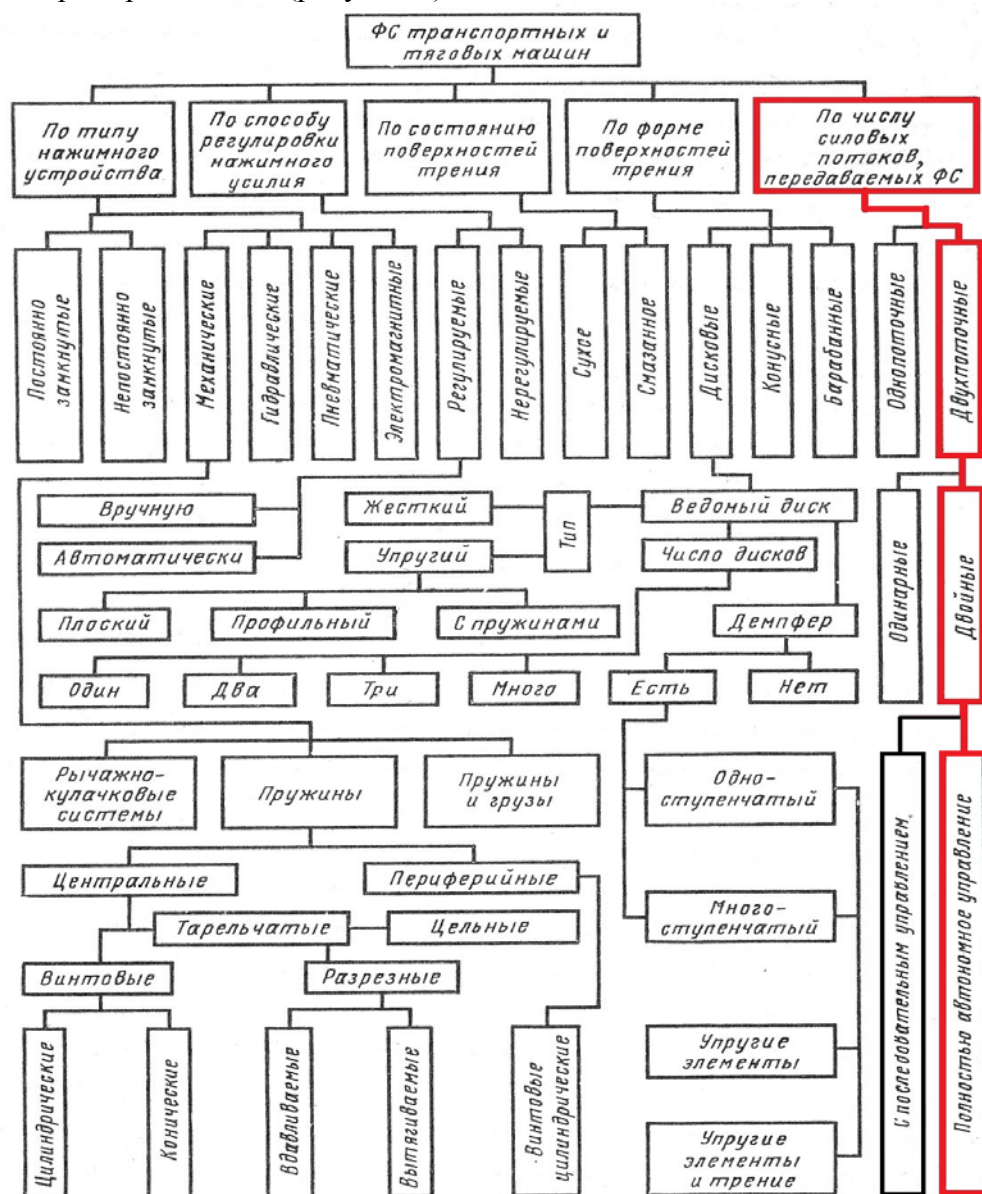 ФС транспортных и
тяговых машин
По типу
нажимного
устройства
По способу
регулировки
нажимного
усилия
По состоянию
поверхностей
трения
По форме
поверхностей
трения
По числу
силовых
потоков,
передаваемых ФС
Постоянно
замкнутые
Непостоянно
замкнутые
Механические
Гидравлические
Пневматические
Электромагнитные
Регулируемые
Нерегулируемые
Сухое
Смазанное
Дисковые
Конусные
Барабанные
Однопоточные
Двухпоточные
Вручную
Жесткий
Тип
Ведомый диск
Автоматически
Упругий
Число дисков
Одинарные
Двойные
Плоский
Профильный
С пружинами
Демпфер
Один
Два
Три
Много
Есть
Нет
Рычажно-
кулачковые
системы
Пружины
Пружины
и грузы
Одно-
ступенчатый
С последовательным управлением
Полностью автономное управление
Центральные
Периферийные
Тарельчатые
Цельные
Много-
ступенчатый
Винтовые
Разрезные
Цилиндрические
Конические
Вдавливаемые
Вытягиваемые
Винтовые
цилиндрические
Упругие
элементы
Упругие
элементы
и трение